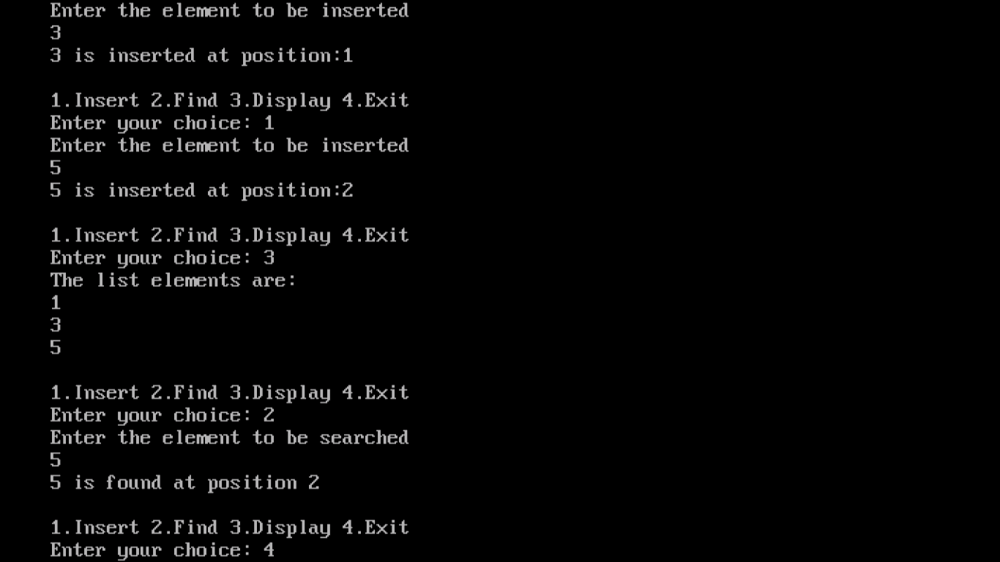 Enter the element to be inserted
3
3 is inserted at position:1
1.Insert 2.Find 3.Display 4.Exit
Enter your choice: 1
Enter the element to be inserted
5
5 is inserted at position:2
1.Insert 2.Find 3.Display 4.Exit
Enter your choice: 3
The list elements are:
1
3
5
1.Insert 2.Find 3.Display 4.Exit
Enter your choice: 2
Enter the element to be searched
5
5 is found at position 2
1.Insert 2.Find 3.Display 4.Exit
Enter your choice: 4